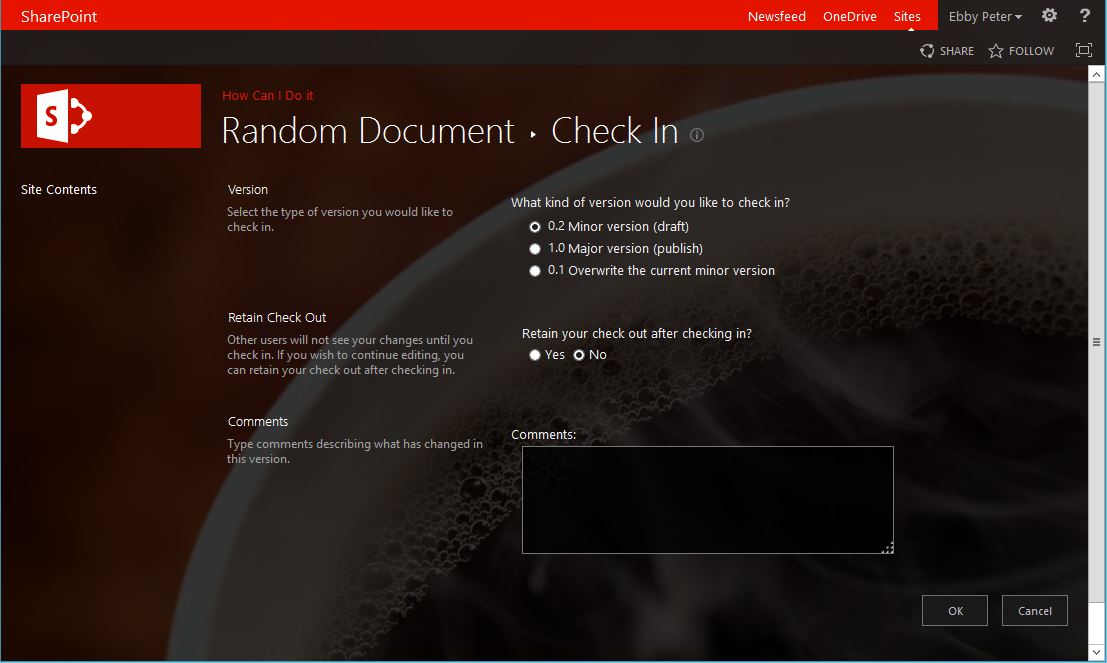 SharePoint
Newsfeed OneDrive Sites Ebby Peter ?
SHARE FOLLOW
S
How Can I Do it
Random Document ▸ Check In
Site Contents
Version
Select the type of version you would like to
check in.
What kind of version would you like to check in?
0.2 Minor version (draft)
1.0 Major version (publish)
0.1 Overwrite the current minor version
Retain Check Out
Other users will not see your changes until you
check in. If you wish to continue editing, you
can retain your check out after checking in.
Retain your check out after checking in?
Yes No
Comments
Type comments describing what has changed in
this version.
Comments:
OK Cancel